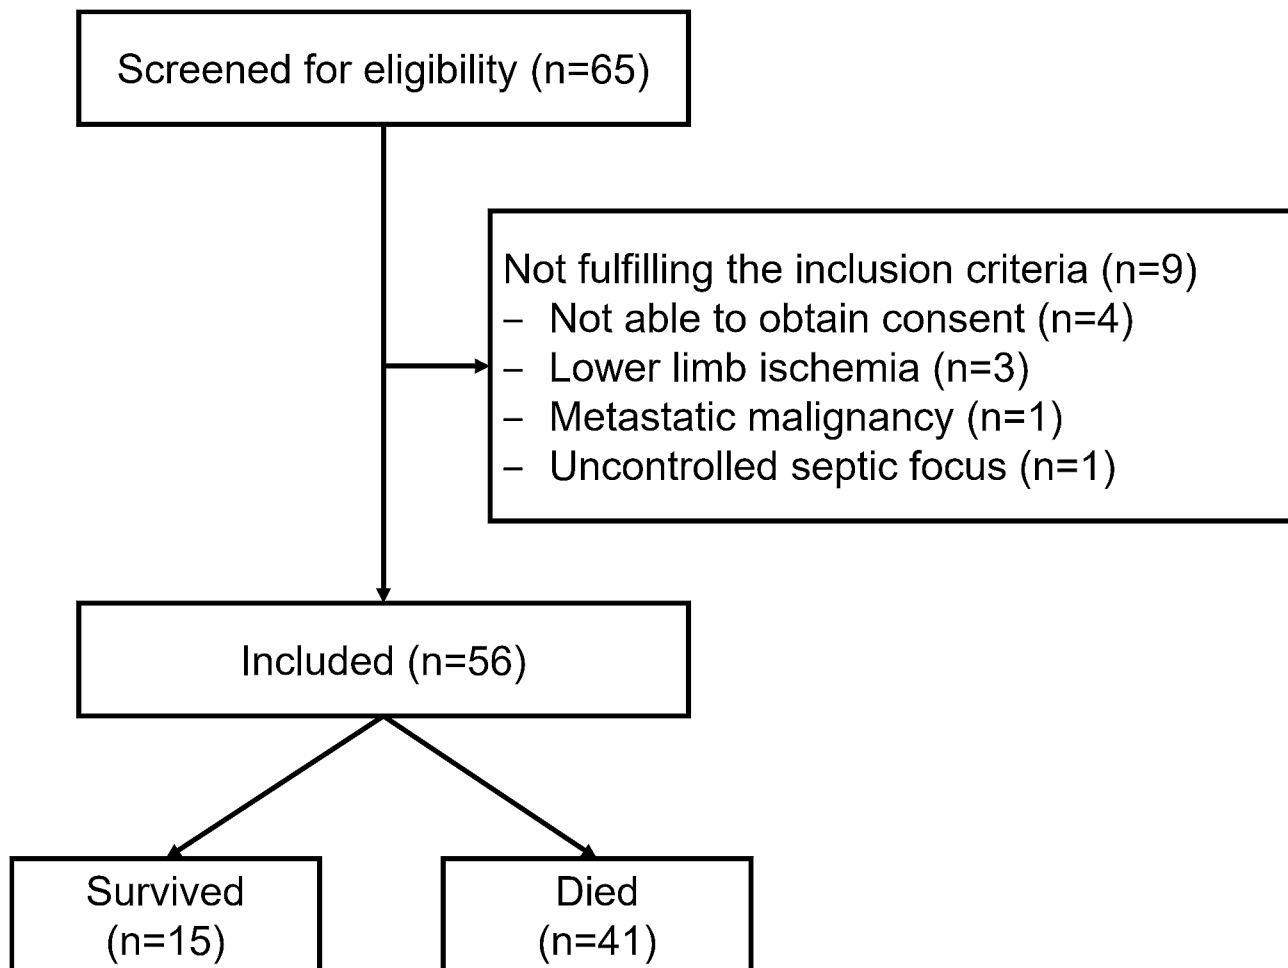 Screened for eligibility (n=65)
Not fulfilling the inclusion criteria (n=9)
– Not able to obtain consent (n=4)
– Lower limb ischemia (n=3)
– Metastatic malignancy (n=1)
– Uncontrolled septic focus (n=1)
Included (n=56)
Survived
(n=15)
Died
(n=41)